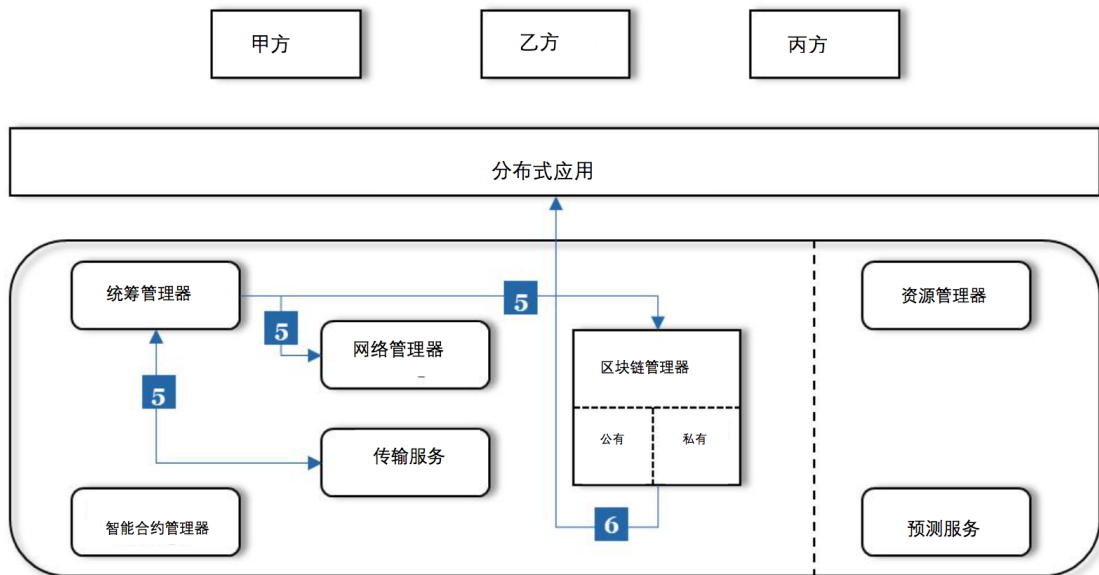 甲方
乙方
丙方
分布式应用
统筹管理器
5
资源管理器
5
网络管理器
区块链管理器
5
公有
私有
传输服务
智能合约管理器
6
预测服务